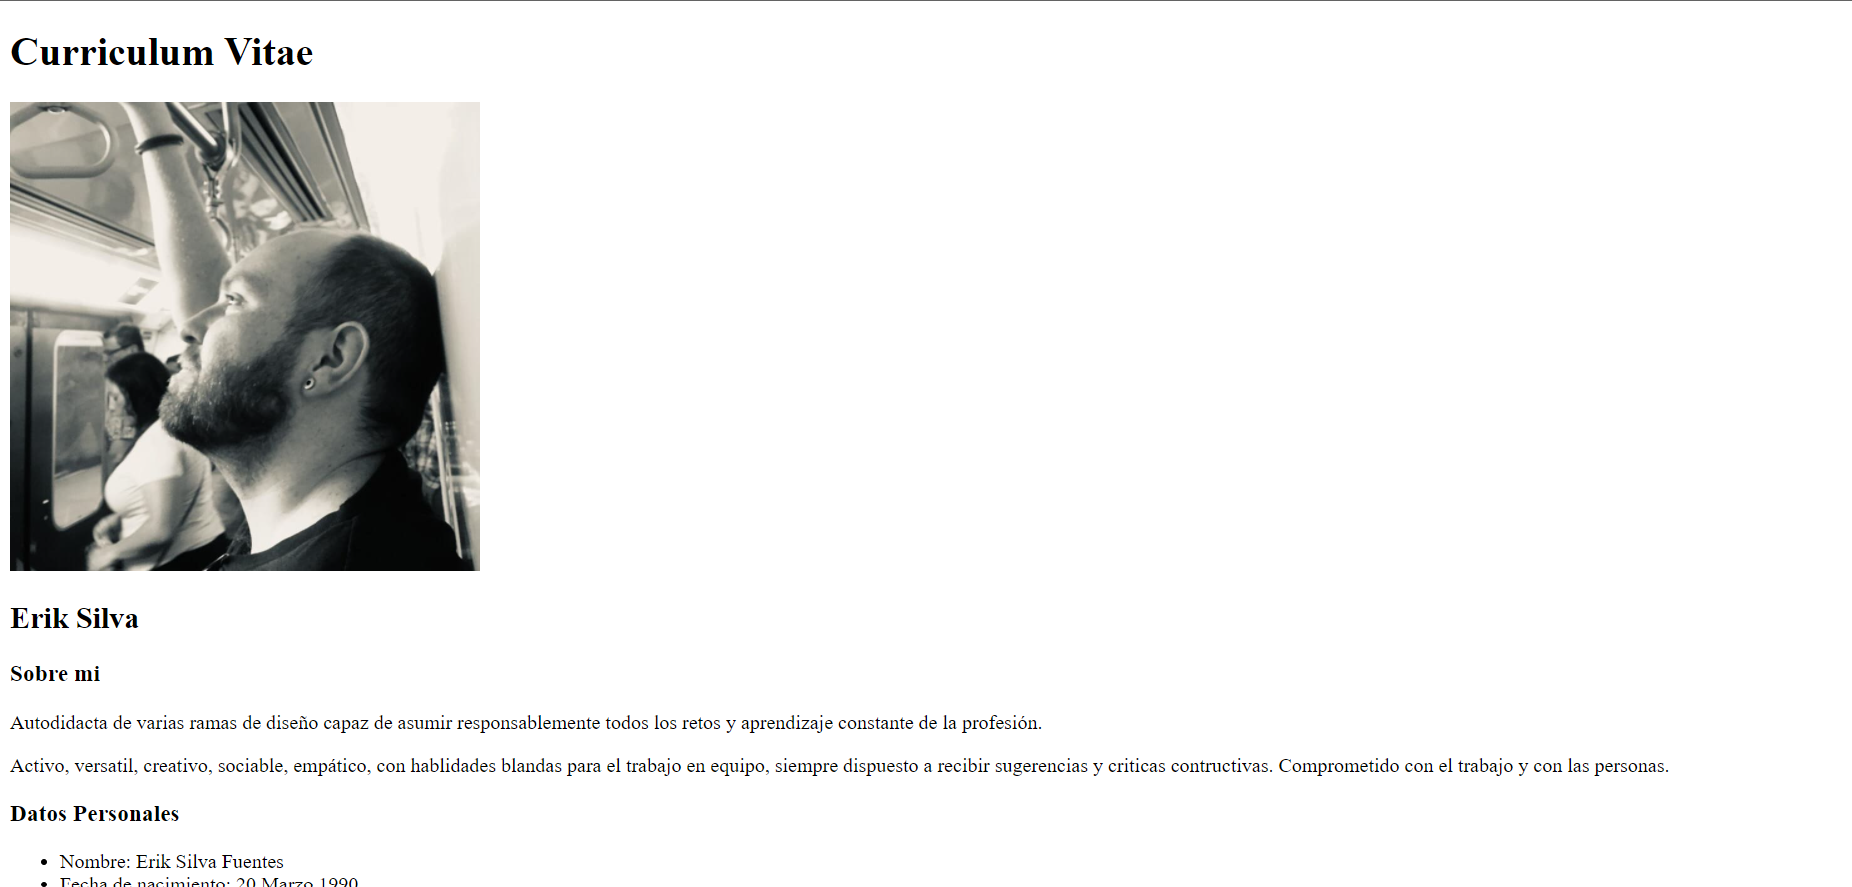 Curriculum Vitae
Erik Silva
Sobre mi
Autodidacta de varias ramas de diseño capaz de asumir responsablemente todos los retos y aprendizaje constante de la profesión.
Activo, versatil, creativo, sociable, empático, con hablidades blandas para el trabajo en equipo, siempre dispuesto a recibir sugerencias y criticas contructivas. Comprometido con el trabajo y con las personas.
Datos Personales
Nombre: Erik Silva Fuentes
Fecha de nacimiento: 20 Marzo 1990